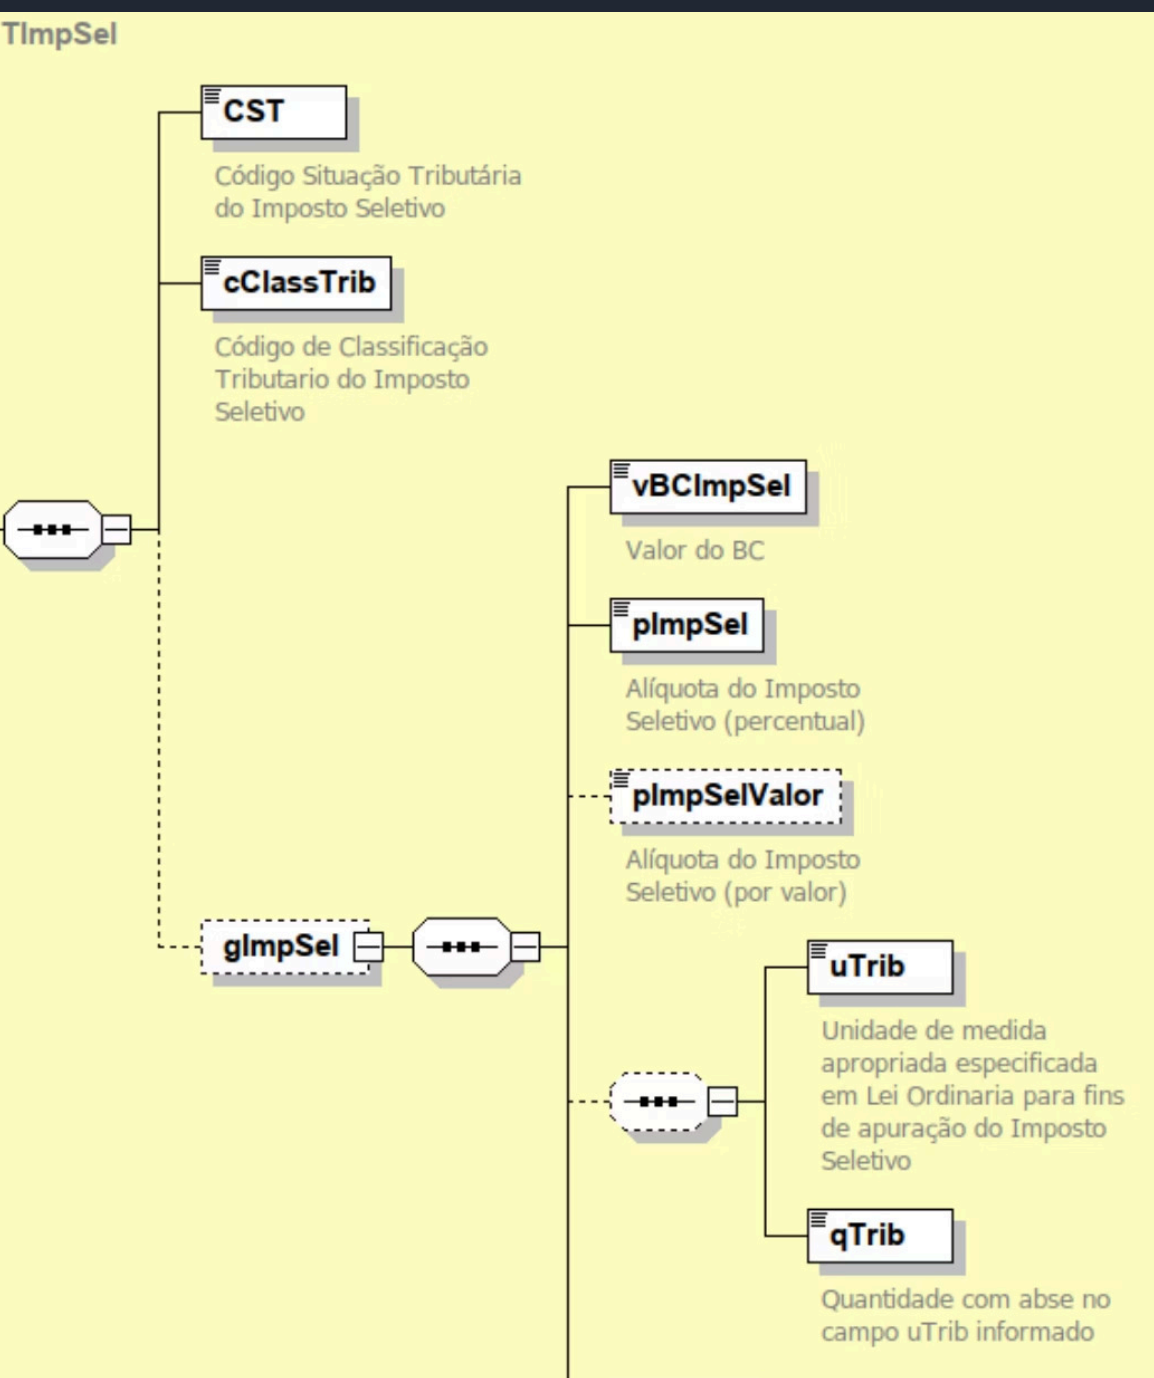 TImpSel
CST
Código Situação Tributária
do Imposto Seletivo
cClassTrib
Código de Classificação
Tributario do Imposto
Seletivo
vBCImpSel
Valor do BC
pImpSel
Alíquota do Imposto
Seletivo (percentual)
pImpSelValor
Alíquota do Imposto
Seletivo (por valor)
gImpSel
uTrib
Unidade de medida
apropriada especificada
em Lei Ordinaria para fins
de apuração do Imposto
Seletivo
qTrib
Quantidade com abse no
campo uTrib informado